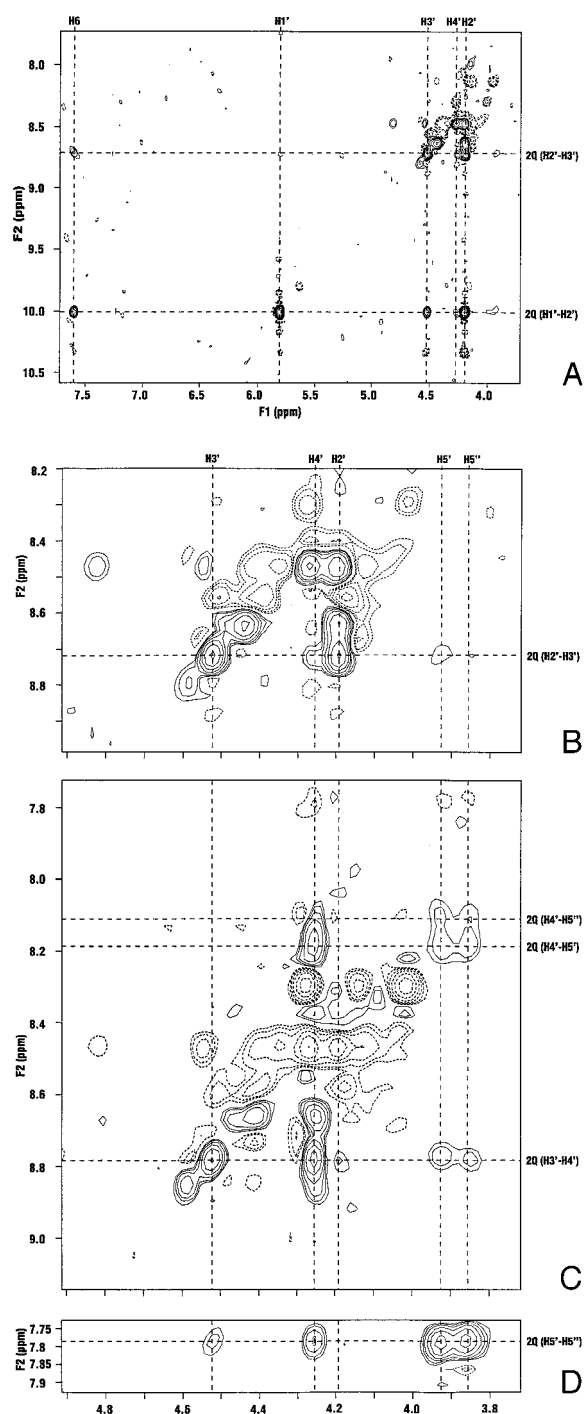 H6 H1' H3' H4' H2'
8.0
8.5
2Q (H2'-H3')
9.0
F2 (ppm)
9.5
10.0
2Q (H1'-H2')
10.5
7.5 7.0 6.5 6.0 5.5 5.0 4.5 4.0
F1 (ppm)
A
H3' H4' H2' H5' H5''
8.2
8.4
F2 (ppm)
8.6
2Q (H2'-H3')
8.8
B
7.8
8.0
2Q (H4'-H5'')
2Q (H4'-H5')
8.2
8.4
F2 (ppm)
8.6
2Q (H3'-H4')
8.8
9.0
C
F2 (ppm)
7.75
2Q (H5'-H5'')
7.8
7.85
7.9
D
4.8 4.6 4.4 4.2 4.0 3.8